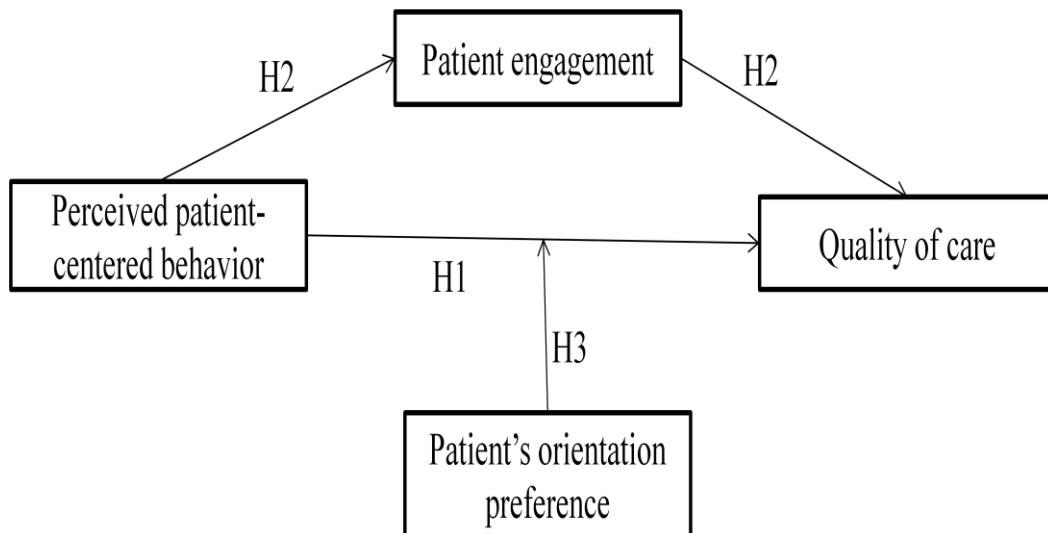 Patient engagement
H2
H2
Perceived patient-
centered behavior
Quality of care
H1
H3
Patient’s orientation
preference